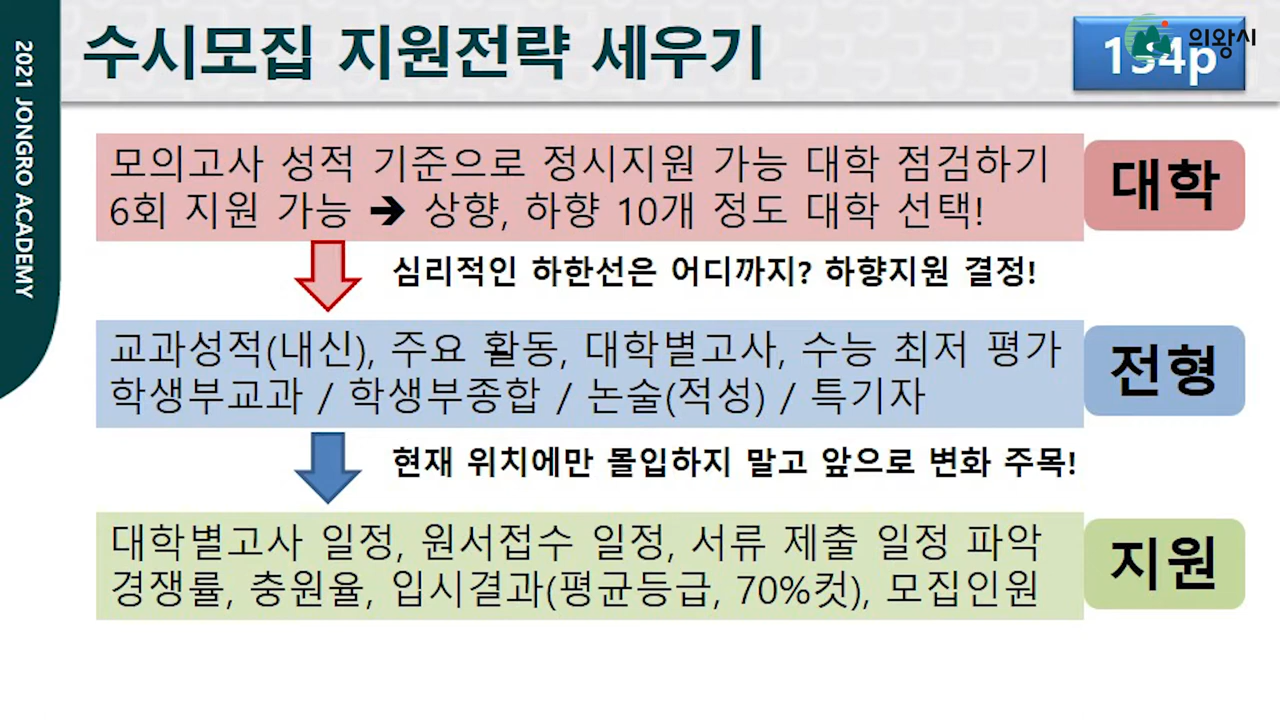 수시모집 지원전략 세우기
의왕시
2021 JONGRO ACADEMY
모의고사 성적 기준으로 정시지원 가능 대학 점검하기
6회 지원 가능 ➔ 상향, 하향 10개 정도 대학 선택!
대학
심리적인 하한선은 어디까지? 하향지원 결정!
교과성적(내신), 주요 활동, 대학별고사, 수능 최저 평가
학생부교과 / 학생부종합 / 논술(적성) / 특기자
전형
현재 위치에만 몰입하지 말고 앞으로 변화 주목!
대학별고사 일정, 원서접수 일정, 서류 제출 일정 파악
경쟁률, 충원율, 입시결과(평균등급, 70%컷), 모집인원
지원